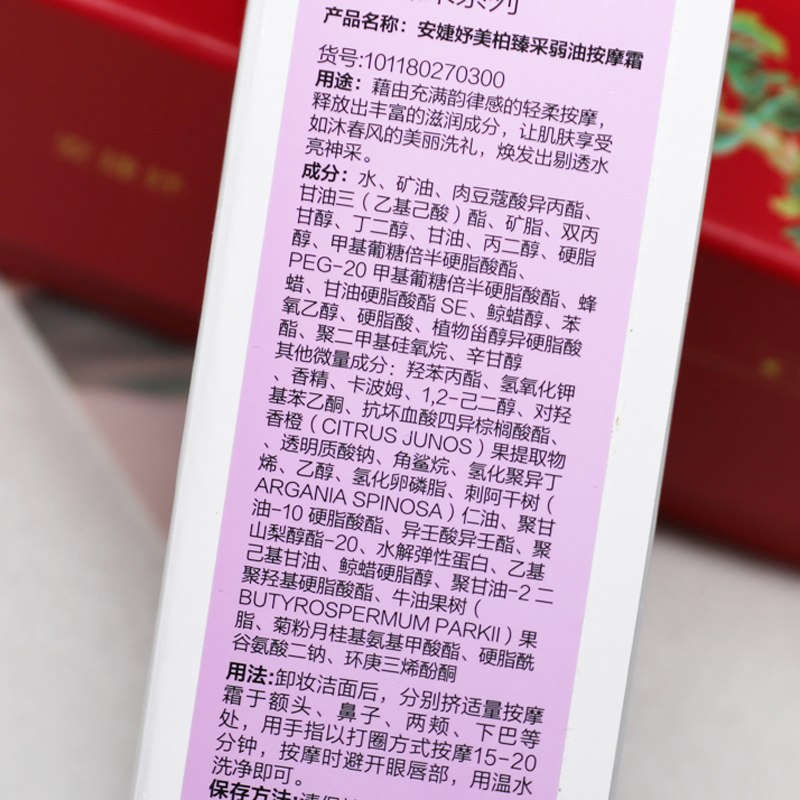 系列
产品名称：安婕妤美柏臻采弱油按摩霜
货号:101180270300
用途：藉由充满韵律感的轻柔按摩，
释放出丰富的滋润成分，让肌肤享受
如沐春风的美丽洗礼，焕发出剔透水
亮神采。
成分：水、矿油、肉豆蔻酸异丙酯、
甘油三（乙基己酸）酯、矿脂、双丙
甘醇、丁二醇、甘油、丙二醇、硬脂
醇、甲基葡糖倍半硬脂酸酯、
PEG-20 甲基葡糖倍半硬脂酸酯、蜂
蜡、甘油硬脂酸酯 SE、鲸蜡醇、苯
氧乙醇、硬脂酸、植物甾醇异硬脂酸
酯、聚二甲基硅氧烷、辛甘醇
其他微量成分：羟苯丙酯、氢氧化钾
、香精、卡波姆、1,2-己二醇、对羟
基苯乙酮、抗坏血酸四异棕榈酸酯、
香橙（CITRUS JUNOS）果提取物
、透明质酸钠、角鲨烷、氢化聚异丁
烯、乙醇、氢化卵磷脂、刺阿干树（
ARGANIA SPINOSA）仁油、聚甘
油-10 硬脂酸酯、异壬酸异壬酯、聚
山梨醇酯-20、水解弹性蛋白、乙基
己基甘油、鲸蜡硬脂醇、聚甘油-2 二
聚羟基硬脂酸酯、牛油果树（
BUTYROSPERMUM PARKII）果
脂、菊粉月桂基氨基甲酸酯、硬脂酰
谷氨酸二钠、环庚三烯酚酮
用法:卸妆洁面后，分别挤适量按摩
霜于额头、鼻子、两颊、下巴等
处，用手指以打圈方式按摩15-20
分钟，按摩时避开眼唇部，用温水
洗净即可。
保存方法:请保